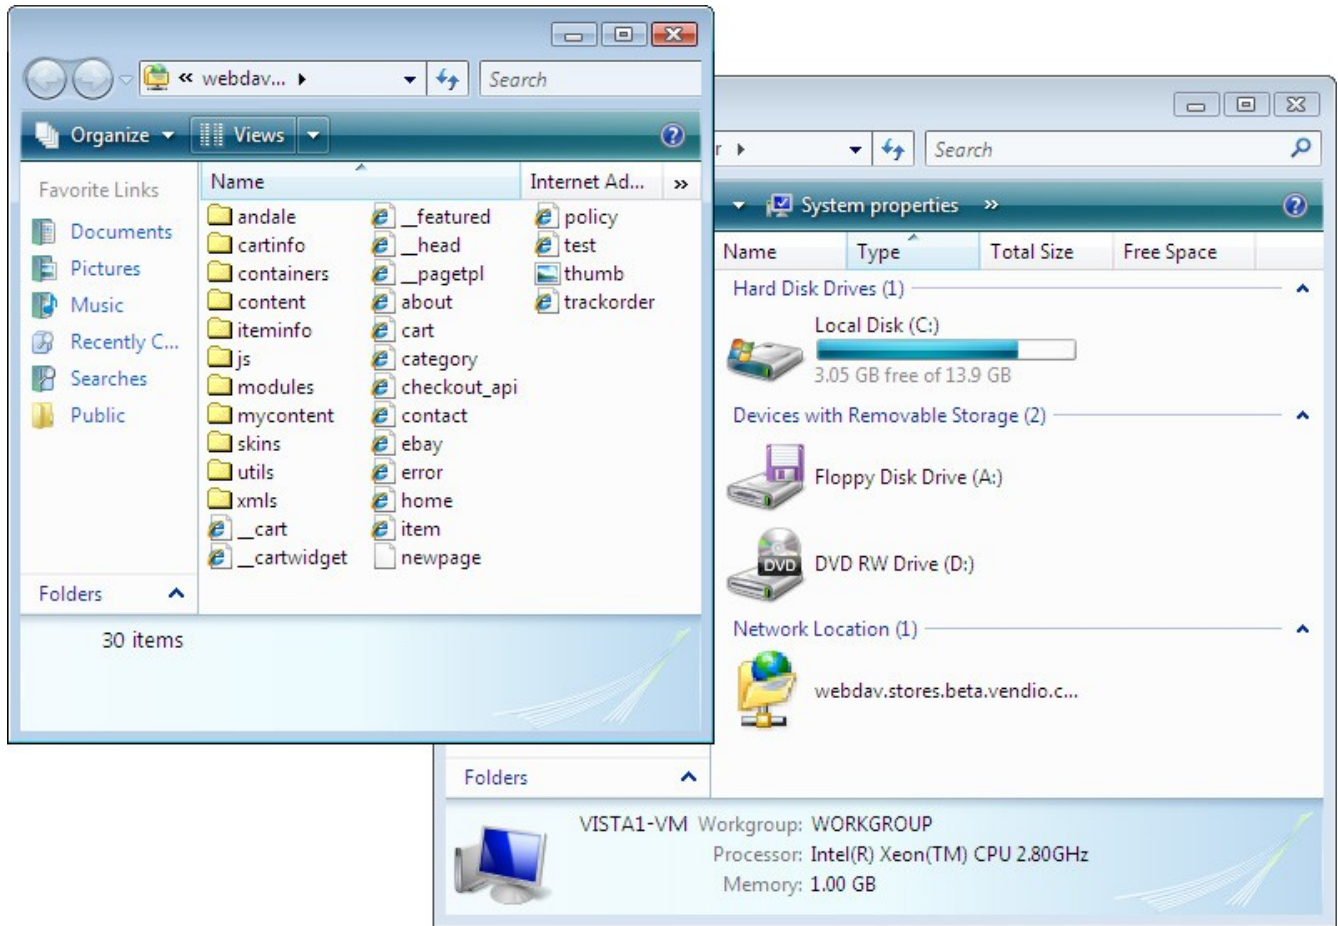 « webdav...
Search
Organize
Views
Favorite Links
Documents
Pictures
Music
Recently C...
Searches
Public
Folders
Name
Internet Ad...
»
andale
cartinfo
containers
content
iteminfo
js
modules
mycontent
skins
utils
xmls
__cart
__cartwidget
__featured
__head
__pagetpl
about
cart
category
checkout_api
contact
ebay
error
home
item
newpage
policy
test
thumb
trackorder
30 items
r
Search
System properties »
Name Type Total Size Free Space
Hard Disk Drives (1)
Local Disk (C:)
3.05 GB free of 13.9 GB
Devices with Removable Storage (2)
Floppy Disk Drive (A:)
DVD
DVD RW Drive (D:)
Network Location (1)
webdav.stores.beta.vendio.c...
Folders
VISTA1-VM Workgroup: WORKGROUP
Processor: Intel(R) Xeon(TM) CPU 2.80GHz
Memory: 1.00 GB